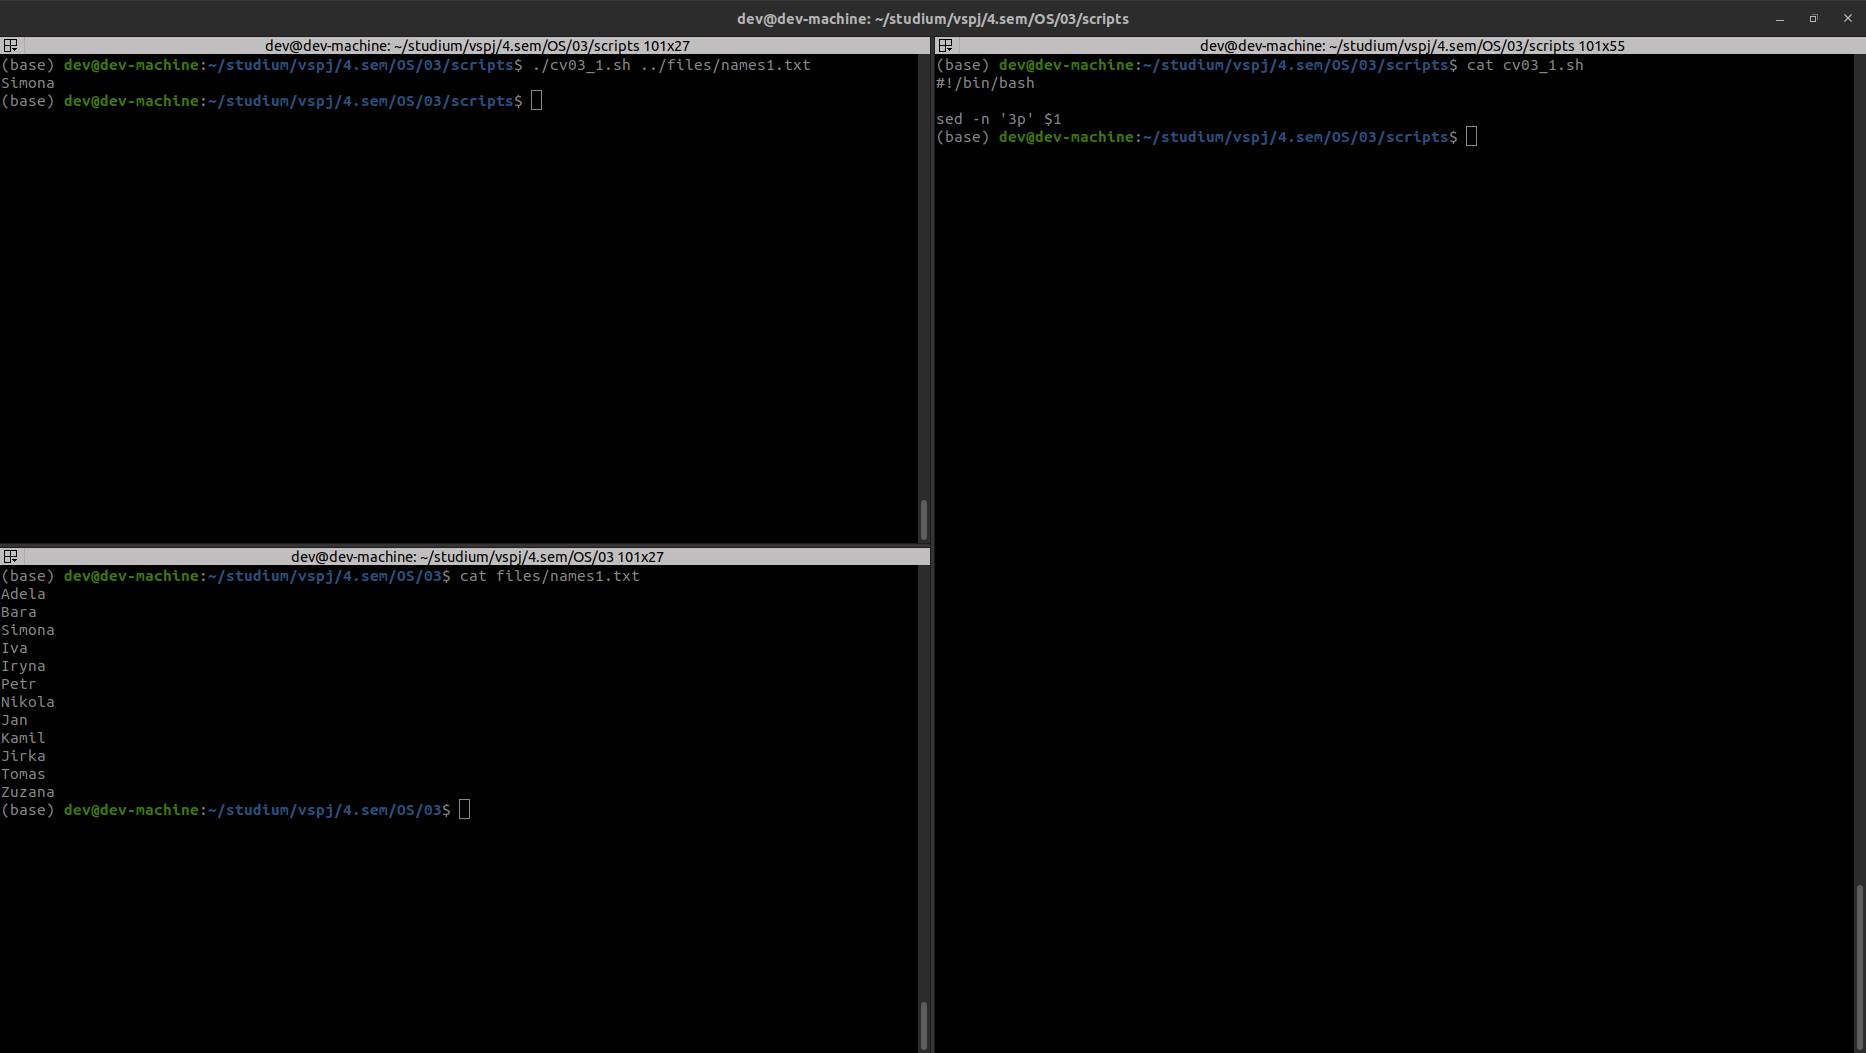 dev@dev-machine: ~/studium/vspj/4.sem/OS/03/scripts
dev@dev-machine: ~/studium/vspj/4.sem/OS/03/scripts 101x27
(base) dev@dev-machine:~/studium/vspj/4.sem/OS/03/scripts$ ./cv03_1.sh ../files/names1.txt
Simona
(base) dev@dev-machine:~/studium/vspj/4.sem/OS/03/scripts$
dev@dev-machine: ~/studium/vspj/4.sem/OS/03 101x27
(base) dev@dev-machine:~/studium/vspj/4.sem/OS/03$ cat files/names1.txt
Adela
Bara
Simona
Iva
Iryna
Petr
Nikola
Jan
Kamil
Jirka
Tomas
Zuzana
(base) dev@dev-machine:~/studium/vspj/4.sem/OS/03$
dev@dev-machine: ~/studium/vspj/4.sem/OS/03/scripts 101x55
(base) dev@dev-machine:~/studium/vspj/4.sem/OS/03/scripts$ cat cv03_1.sh
#!/bin/bash
sed -n '3p' $1
(base) dev@dev-machine:~/studium/vspj/4.sem/OS/03/scripts$